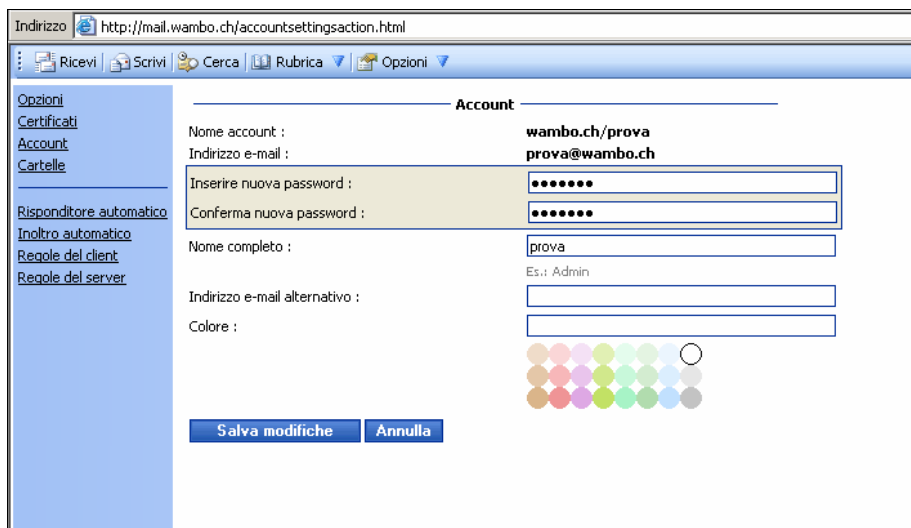 Indirizzo http://mail.wambo.ch/accountsettingsaction.html
Ricevi Scrivi Cerca Rubrica Opzioni
Opzioni
Certificati
Account
Cartelle
Risponditore automatico
Inoltro automatico
Regole del client
Regole del server
Account
Nome account : wambo.ch/prova
Indirizzo e-mail : prova@wambo.ch
Inserire nuova password : •••••••
Conferma nuova password : •••••••
Nome completo : prova
Es.: Admin
Indirizzo e-mail alternativo :
Colore :
Salva modifiche Annulla